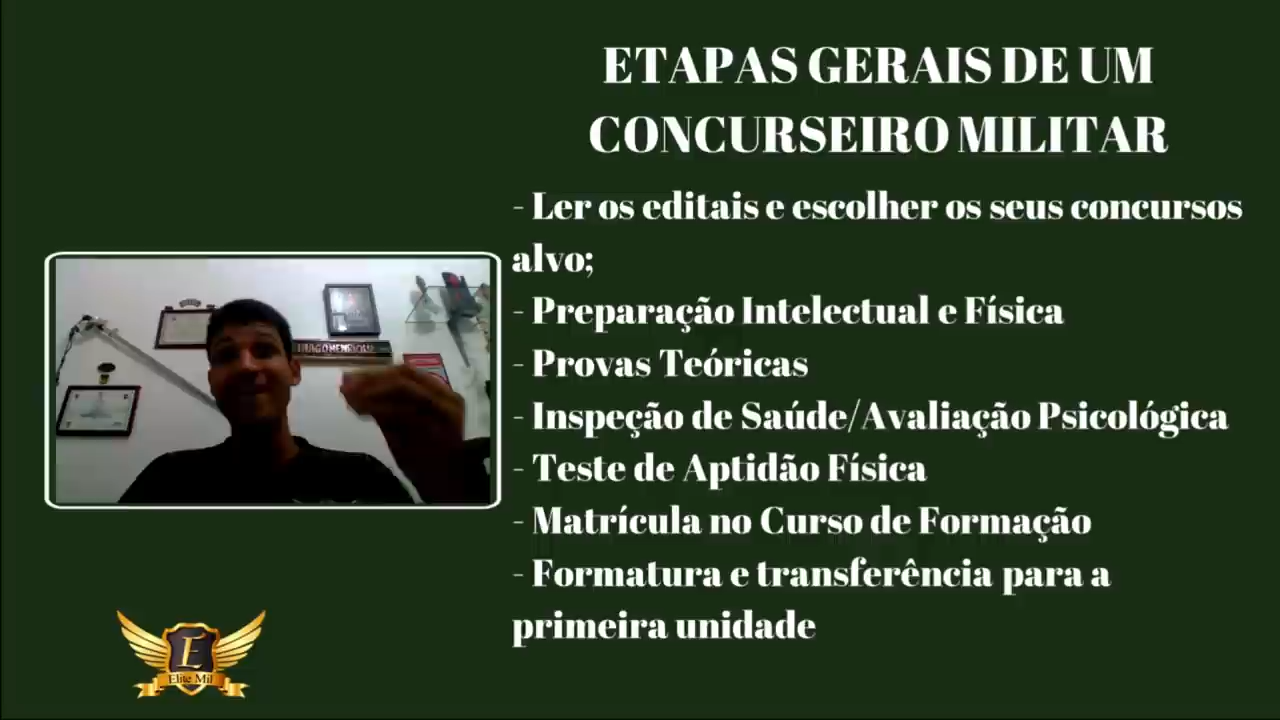 ETAPAS GERAIS DE UM
CONCURSEIRO MILITAR
- Ler os editais e escolher os seus concursos
alvo;
- Preparação Intelectual e Física
- Provas Teóricas
- Inspeção de Saúde/Avaliação Psicológica
- Teste de Aptidão Física
- Matrícula no Curso de Formação
- Formatura e transferência para a
primeira unidade
THIAGO HENRIQUE
E
Elite Mil